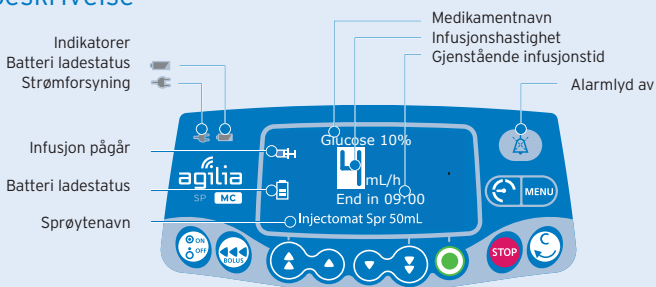 Beskrivelse
Indikatorer
Batteri ladestatus
Strømforsyning
Infusjon pågår
Batteri ladestatus
Sprøytenavn
Medikamentnavn
Infusjonshastighet
Gjenstående infusjonstid
Alarmlyd av
Glucose 10%
4
mL/h
End in 09:00
Injectomat Spr 50mL
agilia
SP MC
MENU
ON
OFF
BOLUS
STOP
C